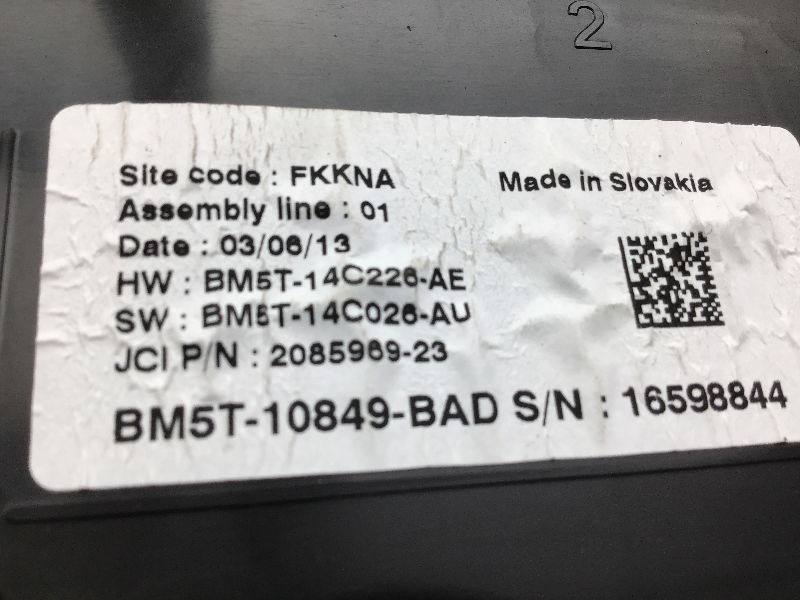 2
Site code : FKKNA
Made in Slovakia
Assembly line : 01
Date : 03/06/13
HW : BM5T-14C226-AE
SW : BM5T-14C026-AU
JCI P/N : 2085969-23
BM5T-10849-BAD S/N : 16598844